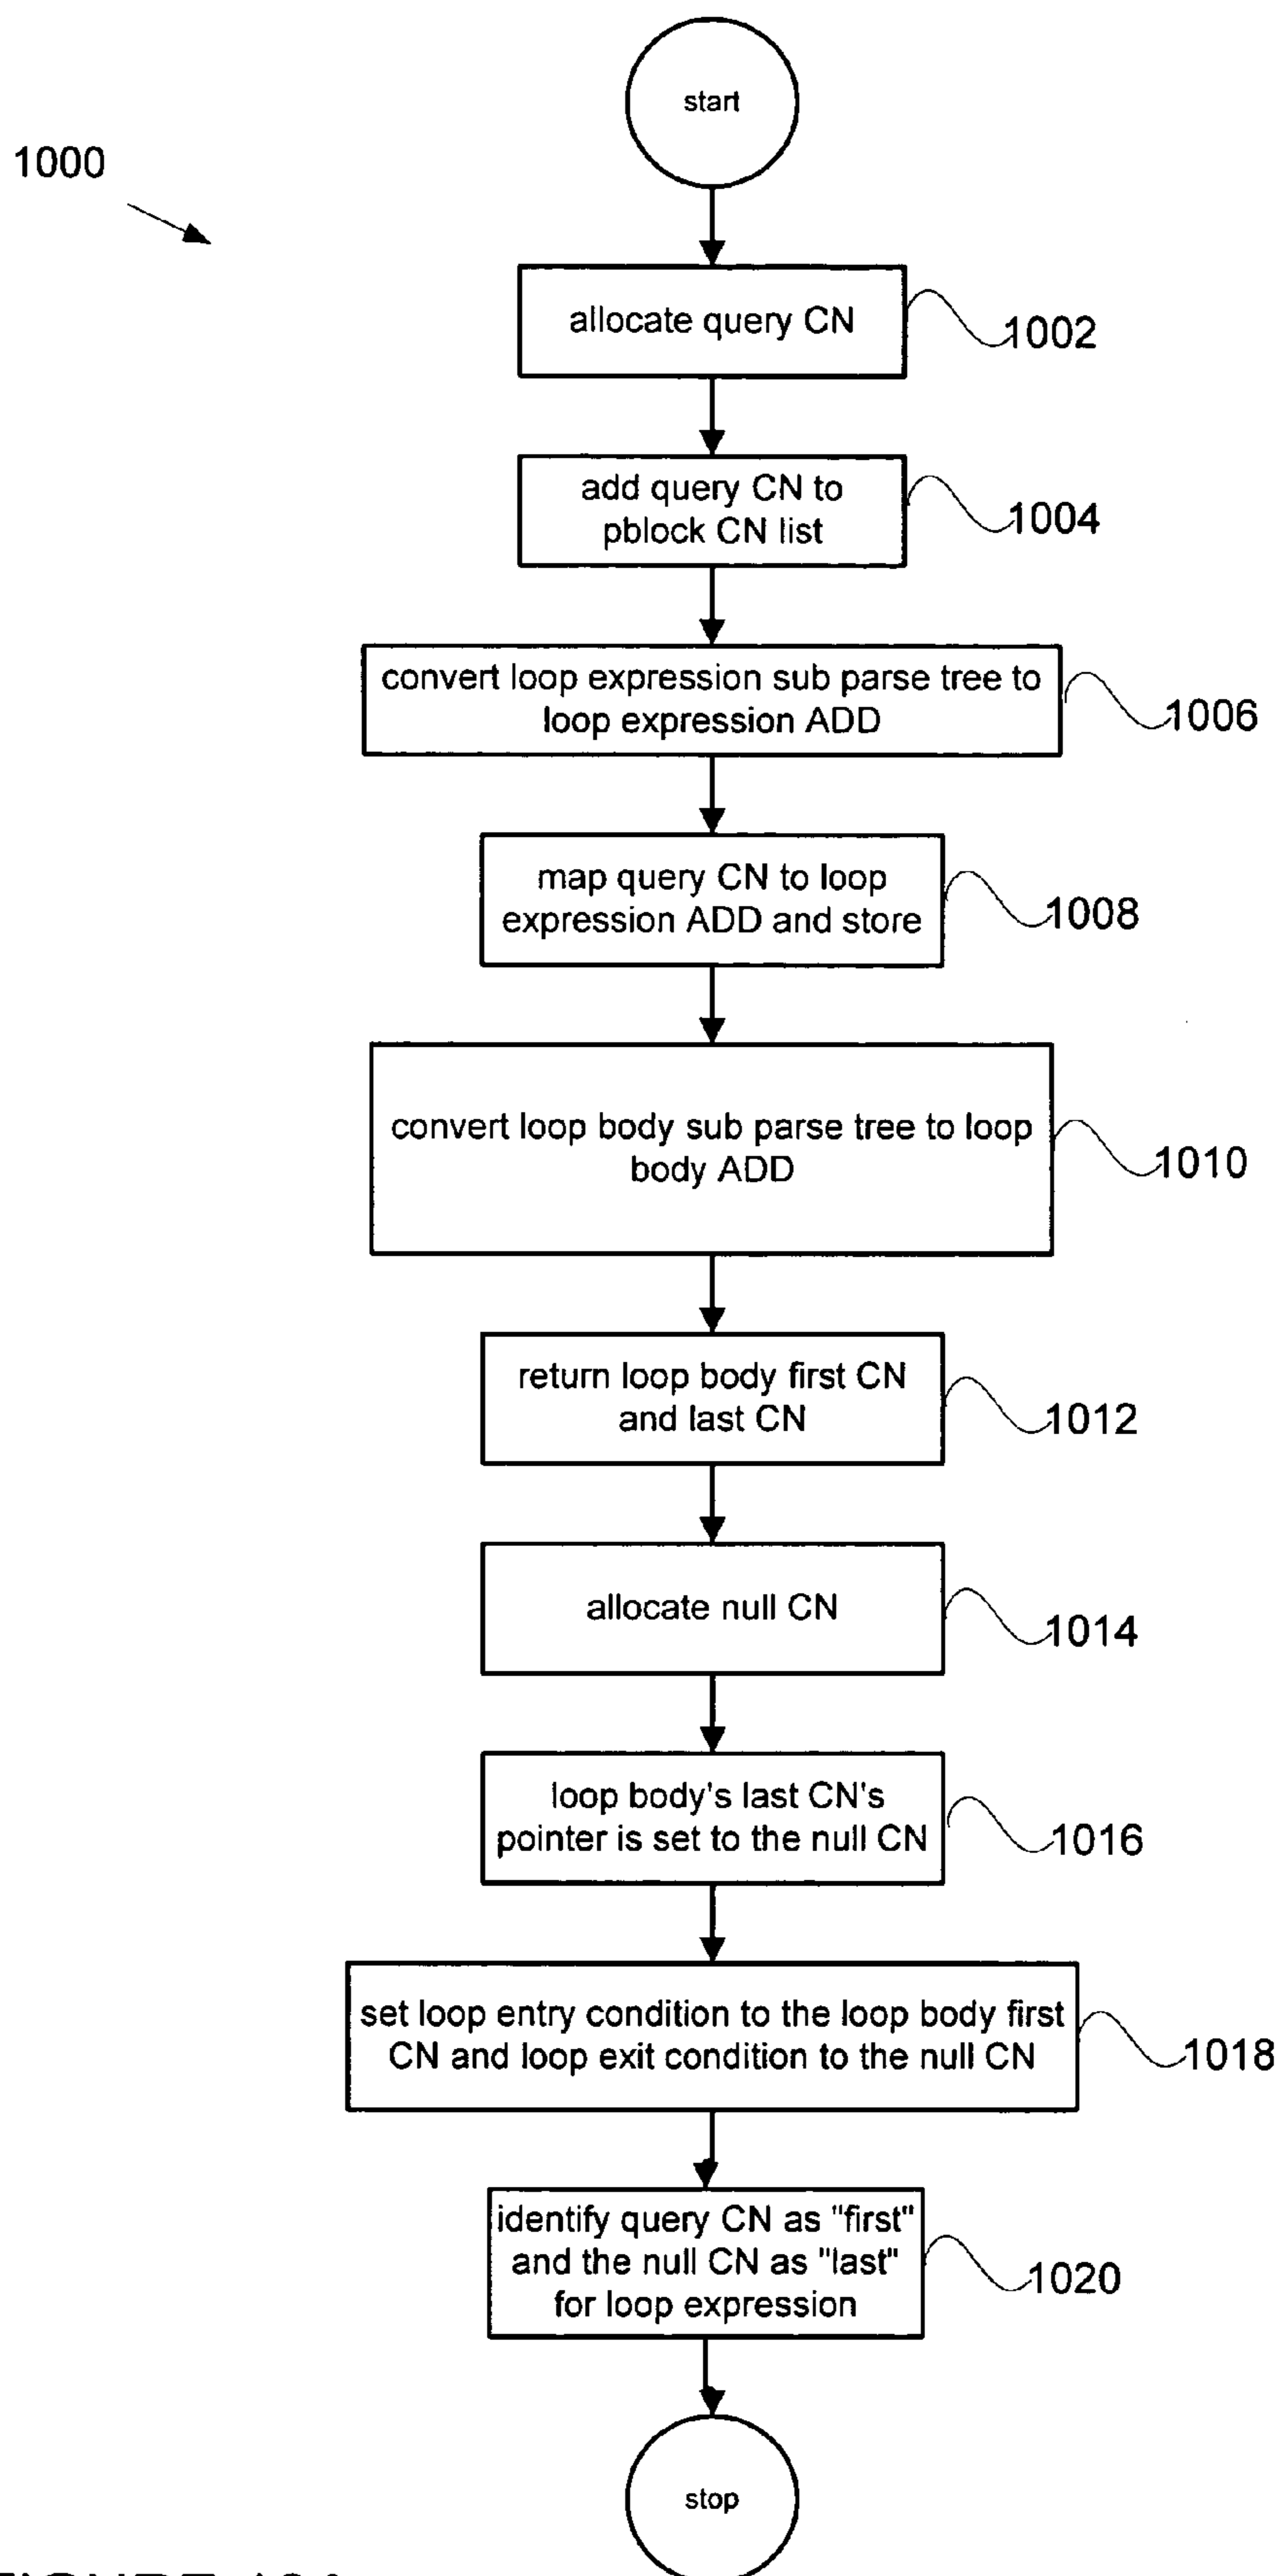 start
1000
allocate query CN
1002
add query CN to
pblock CN list
1004
convert loop expression sub parse tree to
loop expression ADD
1006
map query CN to loop
expression ADD and store
1008
convert loop body sub parse tree to loop
body ADD
1010
return loop body first CN
and last CN
1012
allocate null CN
1014
loop body's last CN's
pointer is set to the null CN
1016
set loop entry condition to the loop body first
CN and loop exit condition to the null CN
1018
identify query CN as "first"
and the null CN as "last"
for loop expression
1020
stop